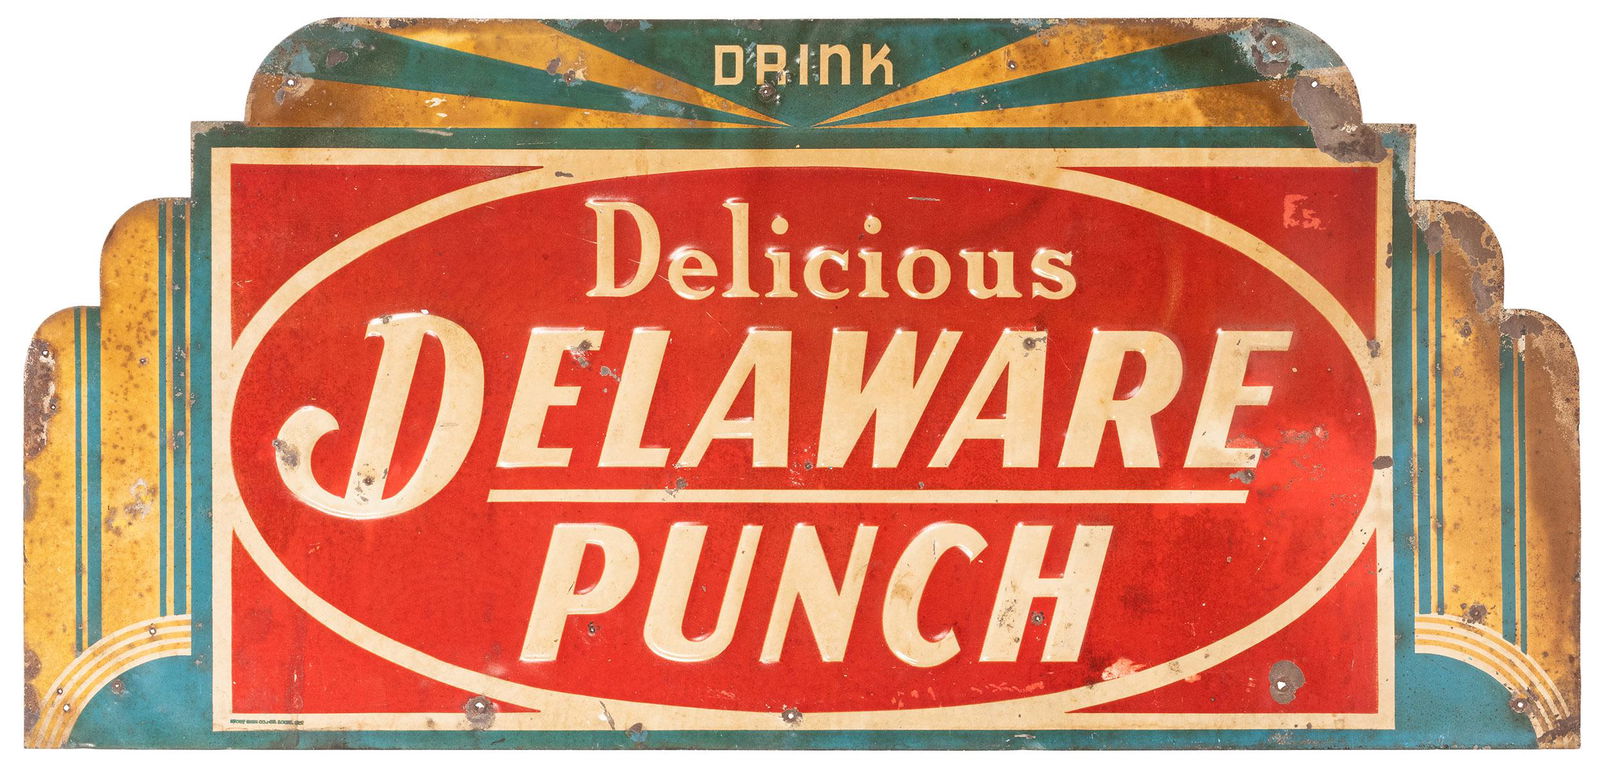 DRINK
Delicious
DELAWARE
PUNCH